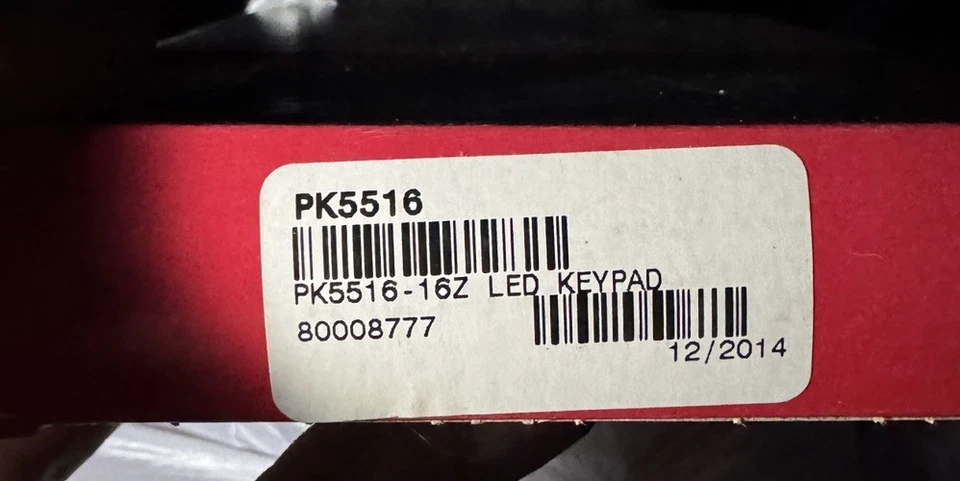 PK5516
PK5516-16Z LED KEYPAD
80008777
12/2014